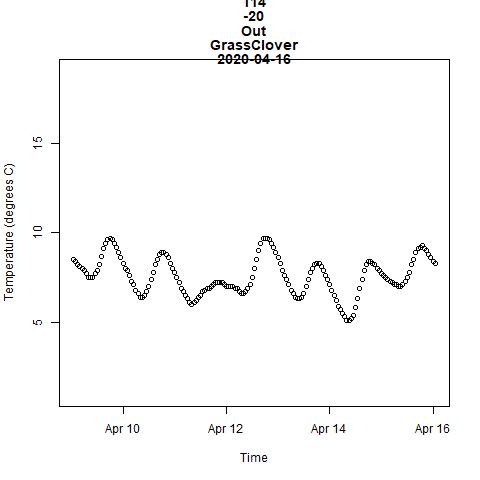 T14
-20
Out
GrassClover
2020-04-16
Temperature (degrees C)
15
10
5
Apr 10
Apr 12
Apr 14
Apr 16
Time